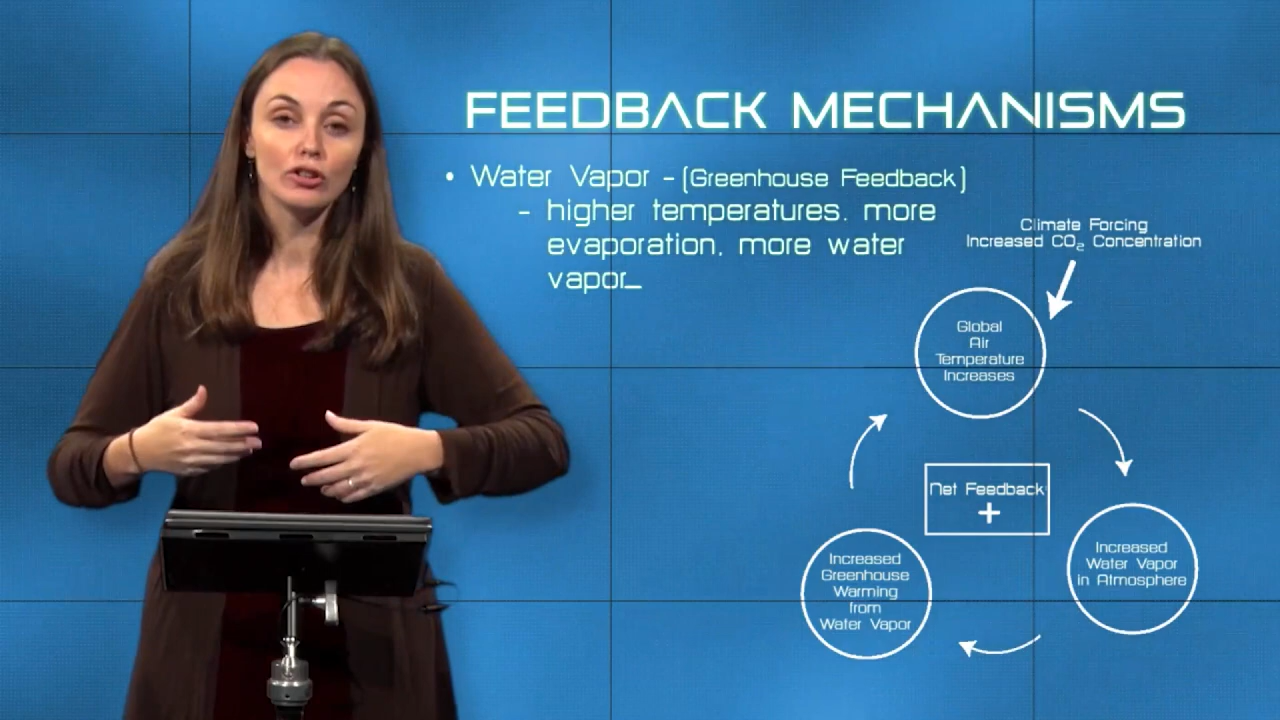 FEEDBACK MECHANISMS
• Water Vapor - (Greenhouse Feedback)
- higher temperatures, more
evaporation, more water
vapor_
Climate Forcing
Increased CO₂ Concentration
Global
Air
Temperature
Increases
Net Feedback
+
Increased
Water Vapor
in Atmosphere
Increased
Greenhouse
Warming
from
Water Vapor